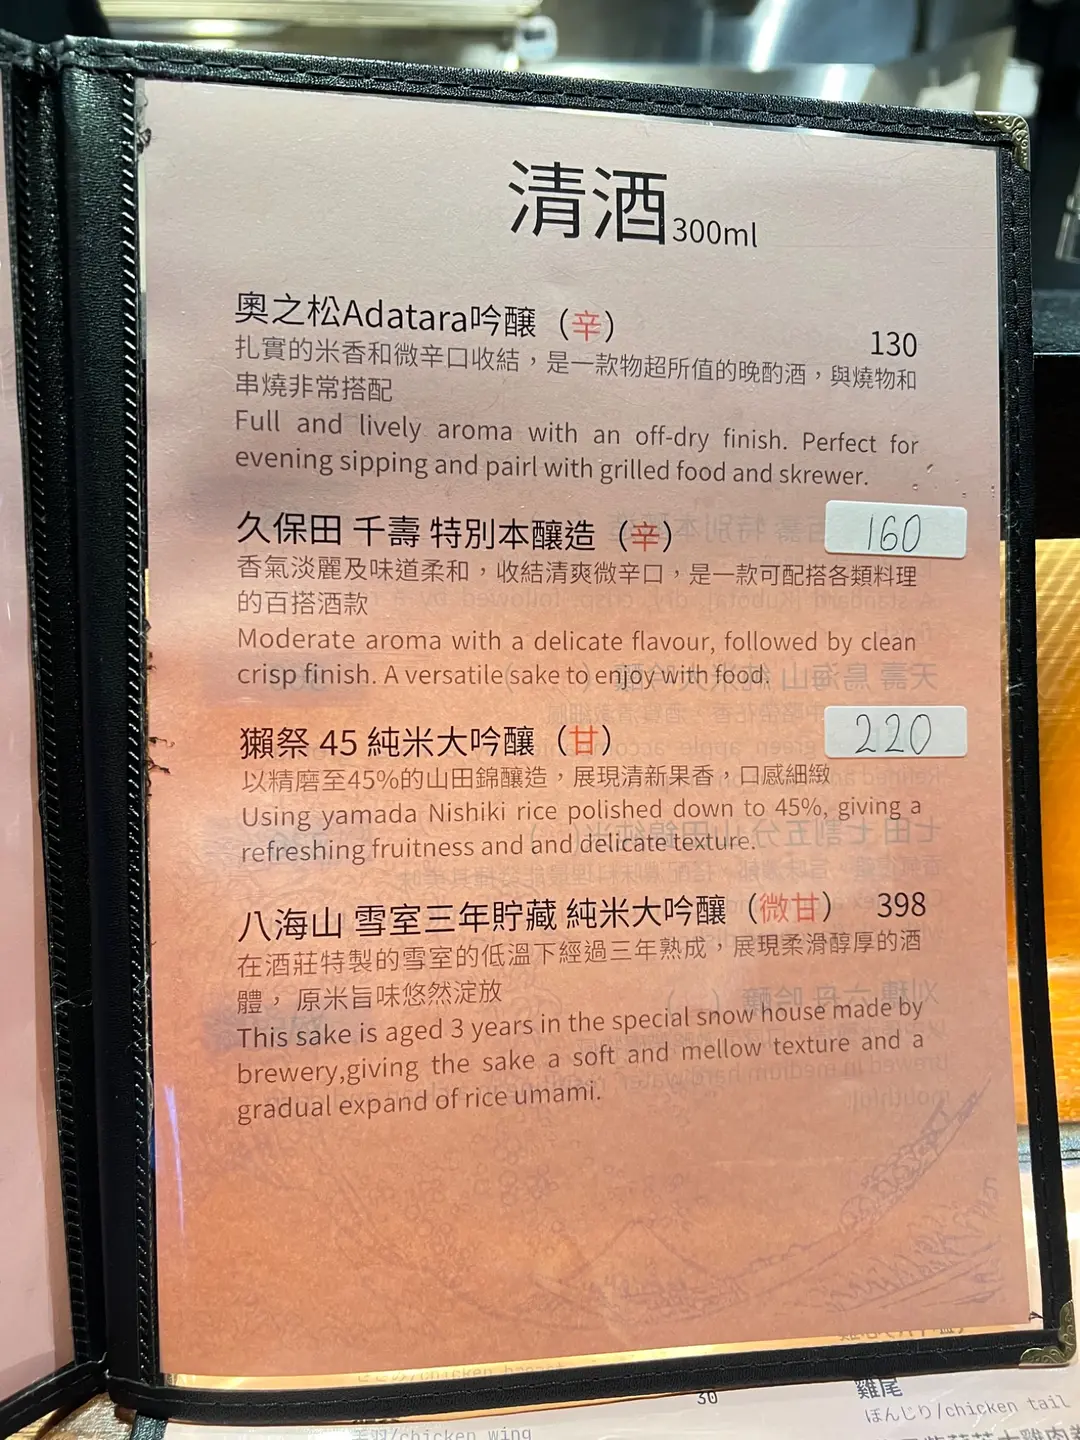 清酒300ml
奧之松Adatara吟釀（辛） 130
扎實的米香和微辛口收結，是一款物超所值的晚酌酒，與燒物和
串燒非常搭配
Full and lively aroma with an off-dry finish. Perfect for
evening sipping and pairl with grilled food and skrewer.
久保田 千壽 特別本釀造（辛） 160
香氣淡麗及味道柔和，收結清爽微辛口，是一款可配搭各類料理
的百搭酒款
Moderate aroma with a delicate flavour, followed by clean
crisp finish. A versatile sake to enjoy with food.
獺祭 45 純米大吟釀（甘） 220
以精磨至45%的山田錦釀造，展現清新果香，口感細緻
Using yamada Nishiki rice polished down to 45%, giving a
refreshing fruitness and and delicate texture.
八海山 雪室三年貯藏 純米大吟釀（微甘） 398
在酒莊特製的雪室的低溫下經過三年熟成，展現柔滑醇厚的酒
體， 原米旨味悠然淀放
This sake is aged 3 years in the special snow house made by
brewery,giving the sake a soft and mellow texture and a
gradual expand of rice umami.
30
雞尾
ぼんじり/chicken tail
/chicken wing